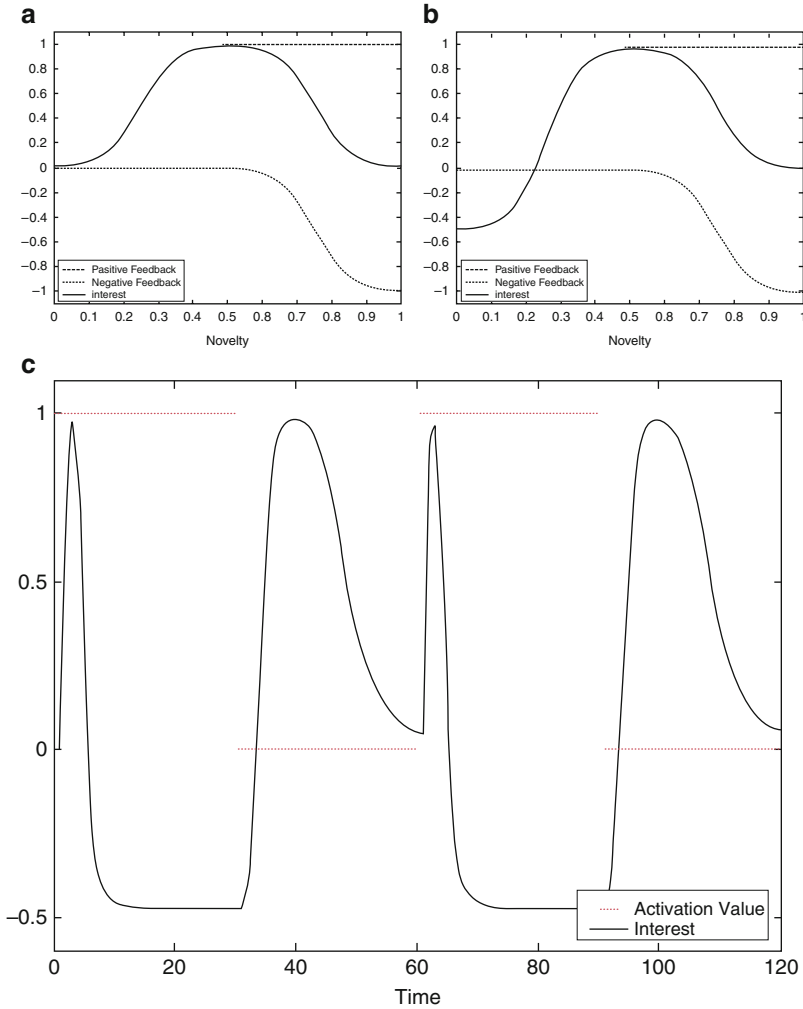 a
1
0.8
0.6
0.4
0.2
0
−0.2
−0.4
−0.6
−0.8
−1
Pasitive Feedback
Negative Feedback
interest
0 0.1 0.2 0.3 0.4 0.5 0.6 0.7 0.8 0.9 1
Novelty
b
1
0.8
0.6
0.4
0.2
0
−0.2
−0.4
−0.6
−0.8
−1
Pasitive Feedback
Negative Feedback
interest
0 0.1 0.2 0.3 0.4 0.5 0.6 0.7 0.8 0.9 1
Novelty
c
1
0.5
0
−0.5
Activation Value
Interest
0 20 40 60 80 100 120
Time